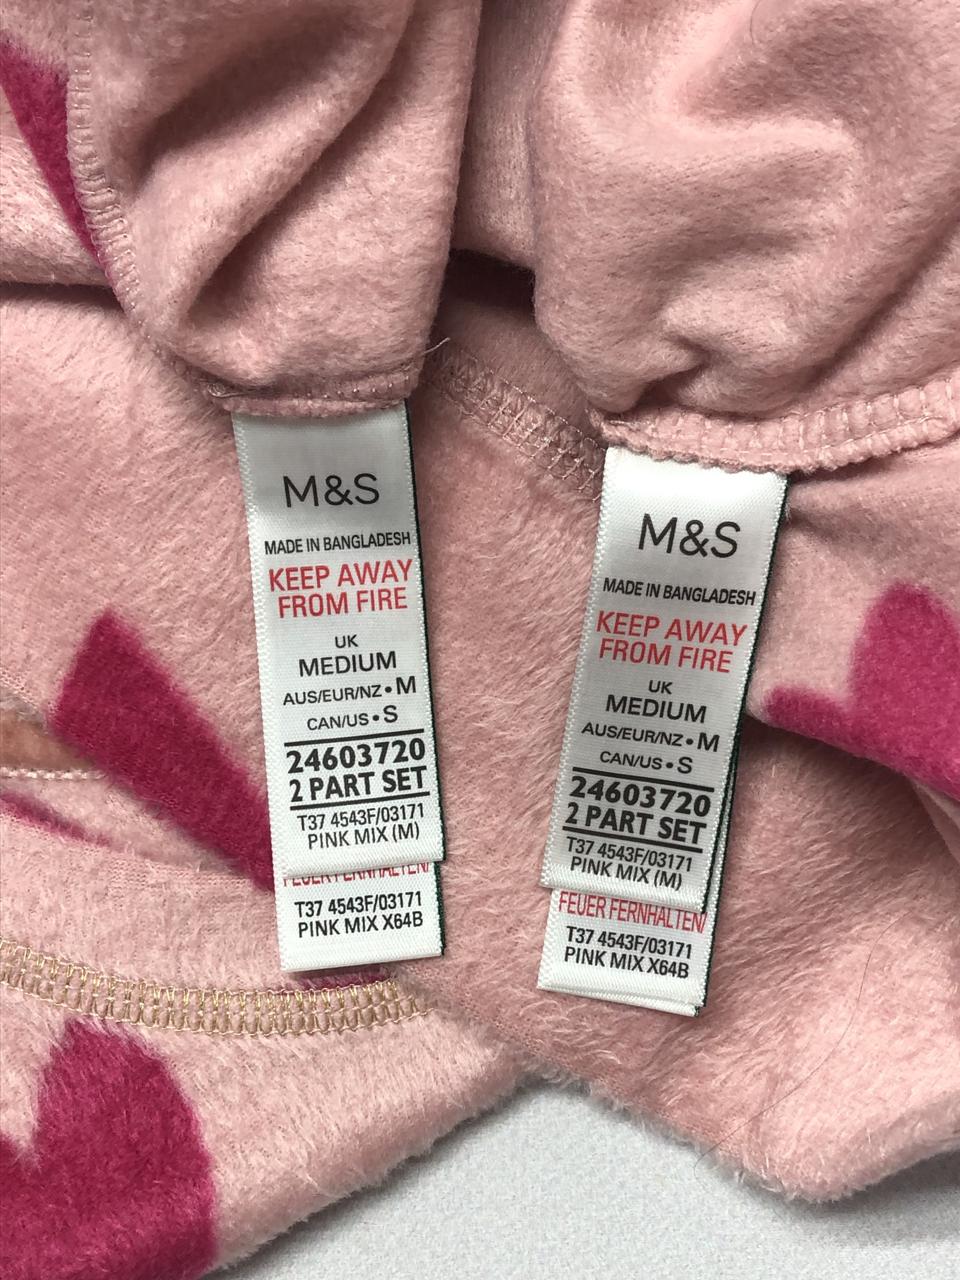 M&S
MADE IN BANGLADESH
KEEP AWAY
FROM FIRE
UK
MEDIUM
AUS/EUR/NZ • M
CAN/US • S
24603720
2 PART SET
T37 4543F/03171
PINK MIX (M)
FEUER FERNHALTEN!
T37 4543F/03171
PINK MIX X64B
M&S
MADE IN BANGLADESH
KEEP AWAY
FROM FIRE
UK
MEDIUM
AUS/EUR/NZ • M
CAN/US • S
24603720
2 PART SET
T37 4543F/03171
PINK MIX (M)
FEUER FERNHALTEN!
T37 4543F/03171
PINK MIX X64B